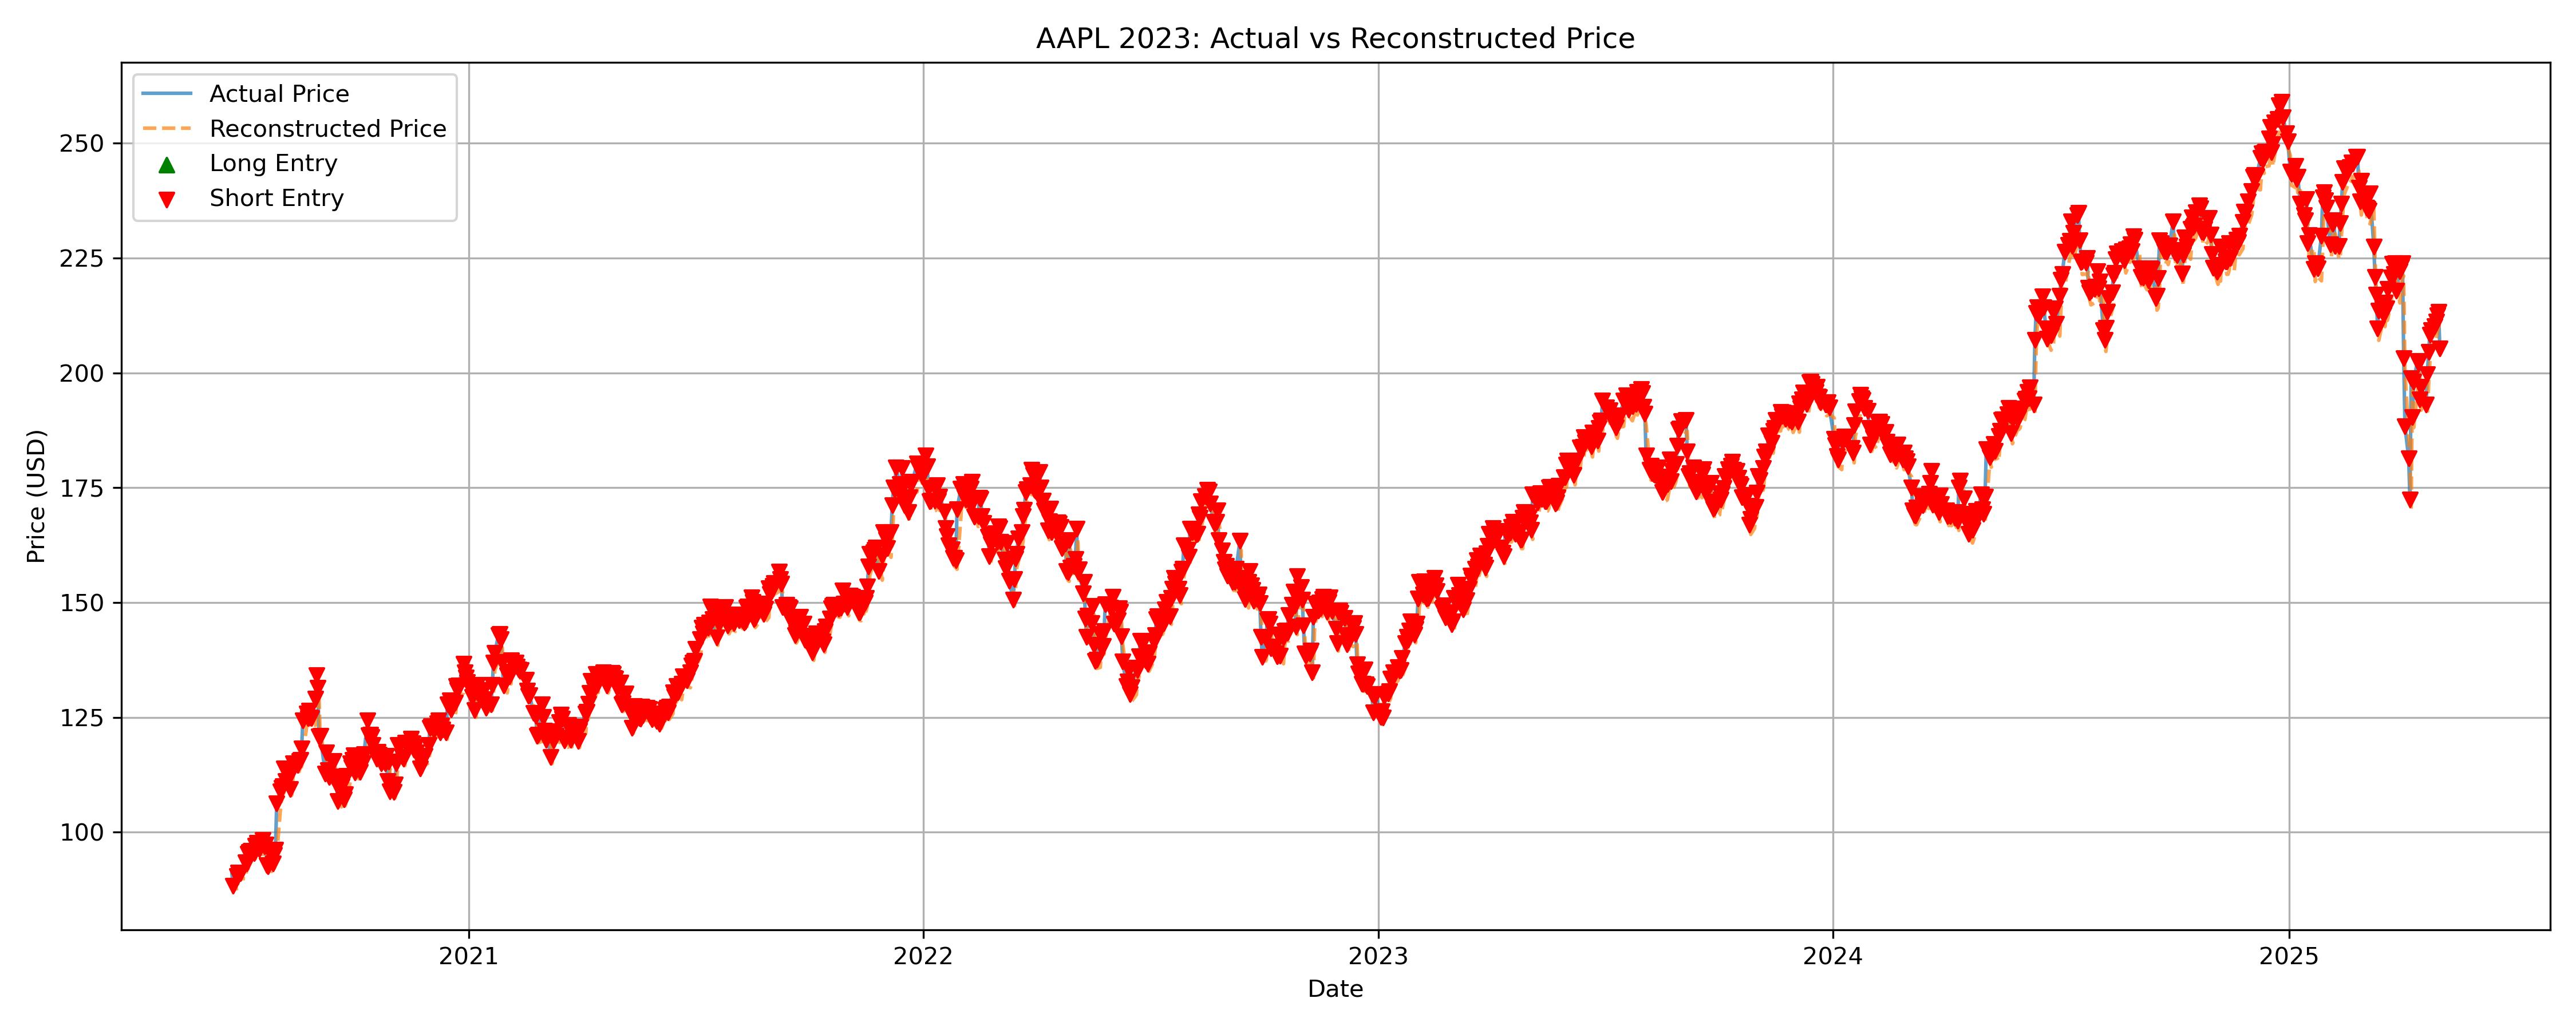 AAPL 2023: Actual vs Reconstructed Price
Actual Price
Reconstructed Price
Long Entry
Short Entry
Price (USD)
250
225
200
175
150
125
100
2021
2022
2023
2024
2025
Date